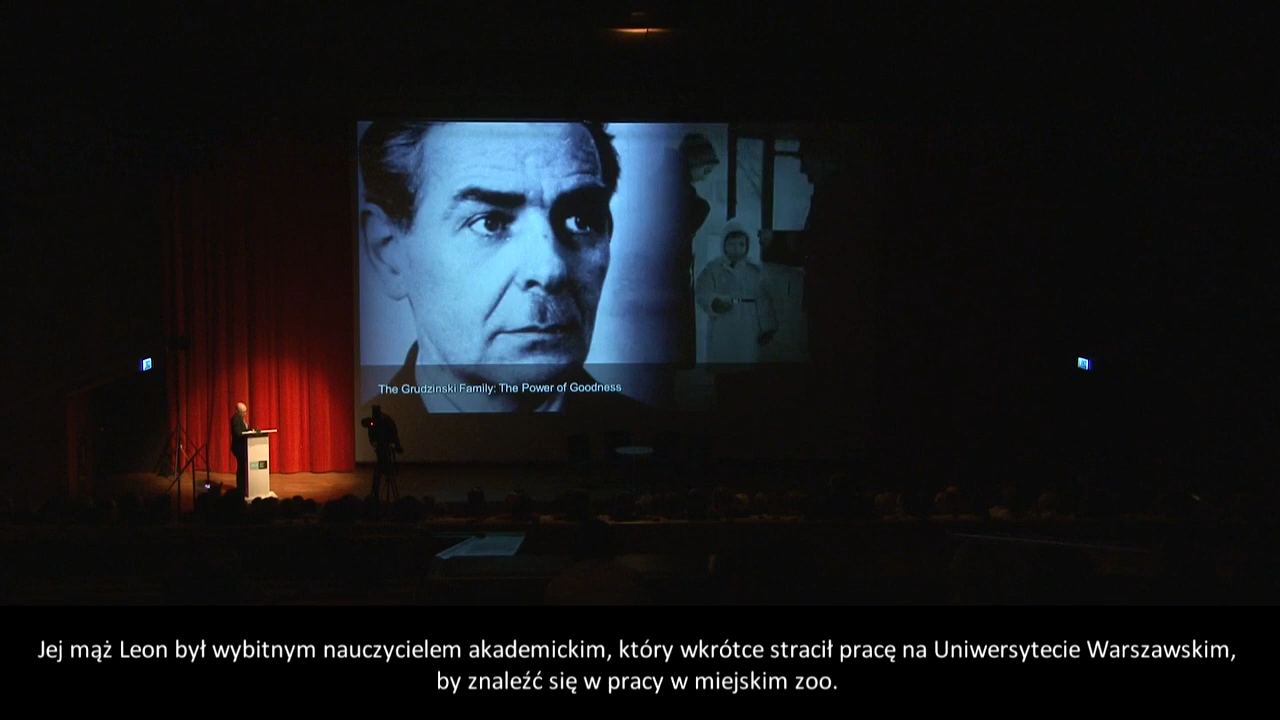 The Grudzinski Family: The Power of Goodness
Jej mąż Leon był wybitnym nauczycielem akademickim, który wkrótce stracił pracę na Uniwersytecie Warszawskim,
by znaleźć się w pracy w miejskim zoo.